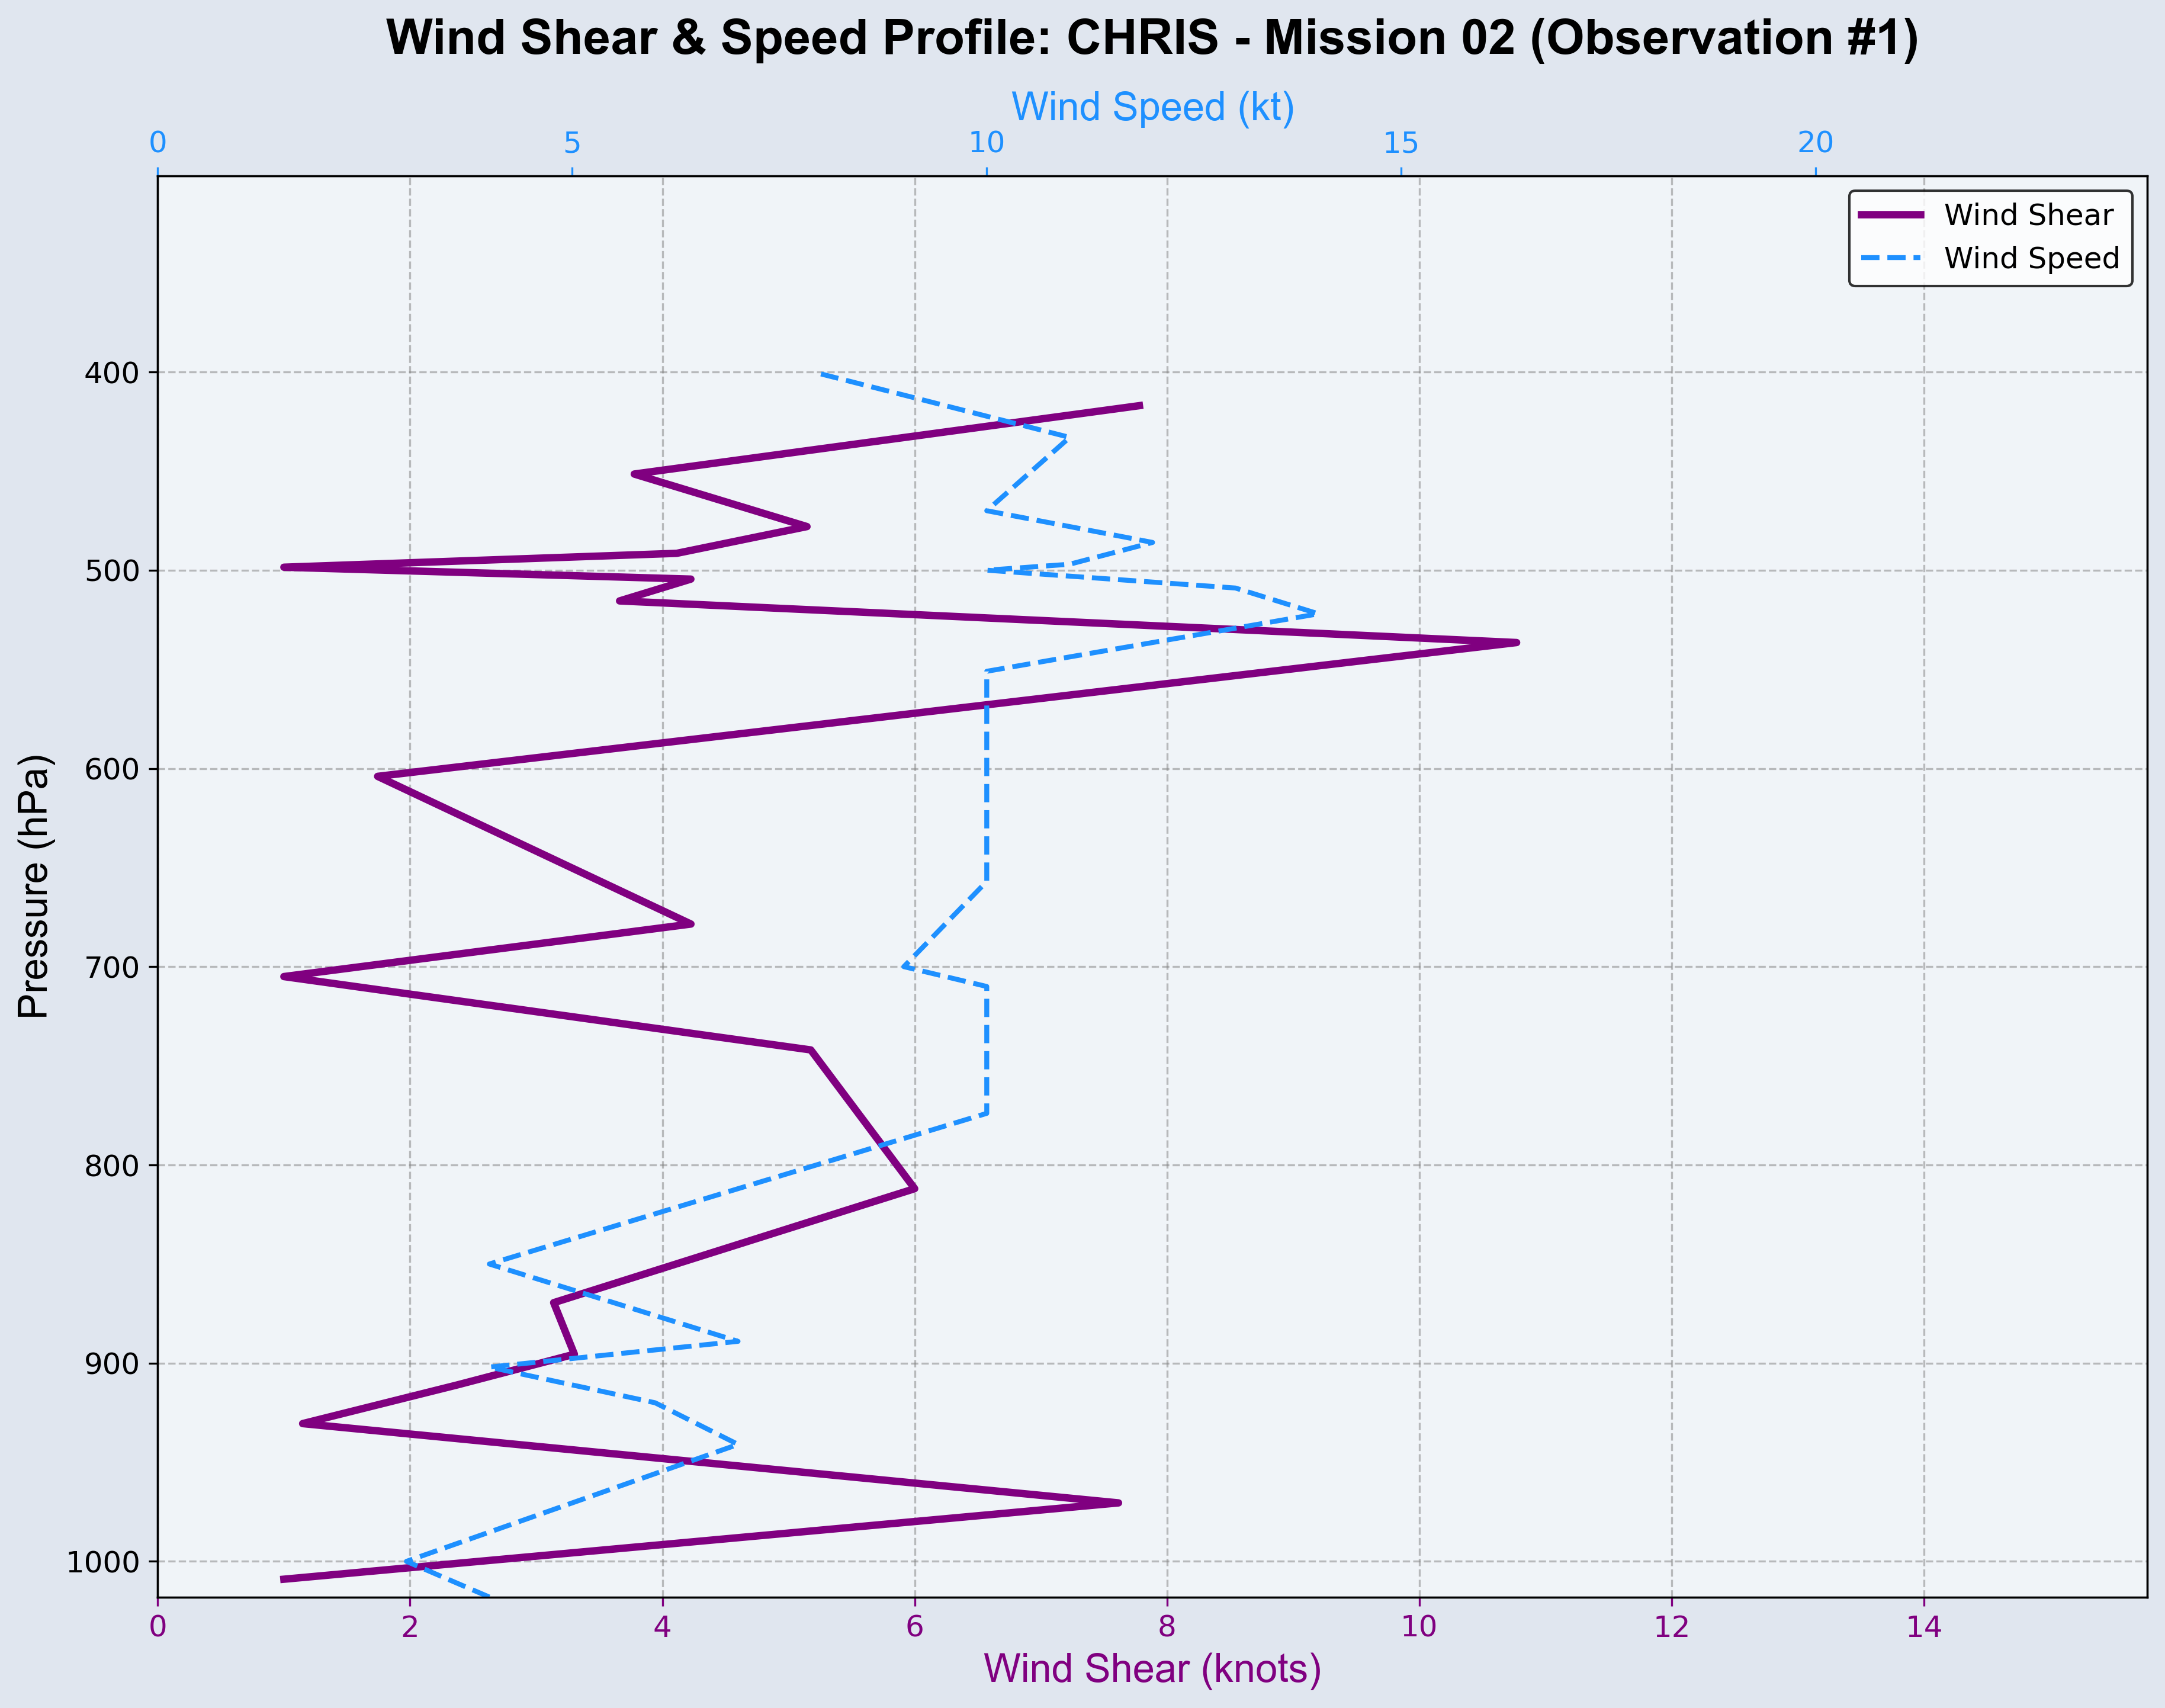 Wind Shear & Speed Profile: CHRIS - Mission 02 (Observation #1)
Wind Speed (kt)
0 5 10 15 20
Wind Shear
Wind Speed
400
500
600
700
800
900
1000
Pressure (hPa)
0 2 4 6 8 10 12 14
Wind Shear (knots)